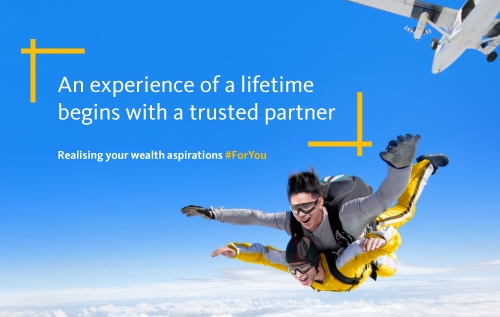 An experience of a lifetime
begins with a trusted partner
Realising your wealth aspirations #ForYou